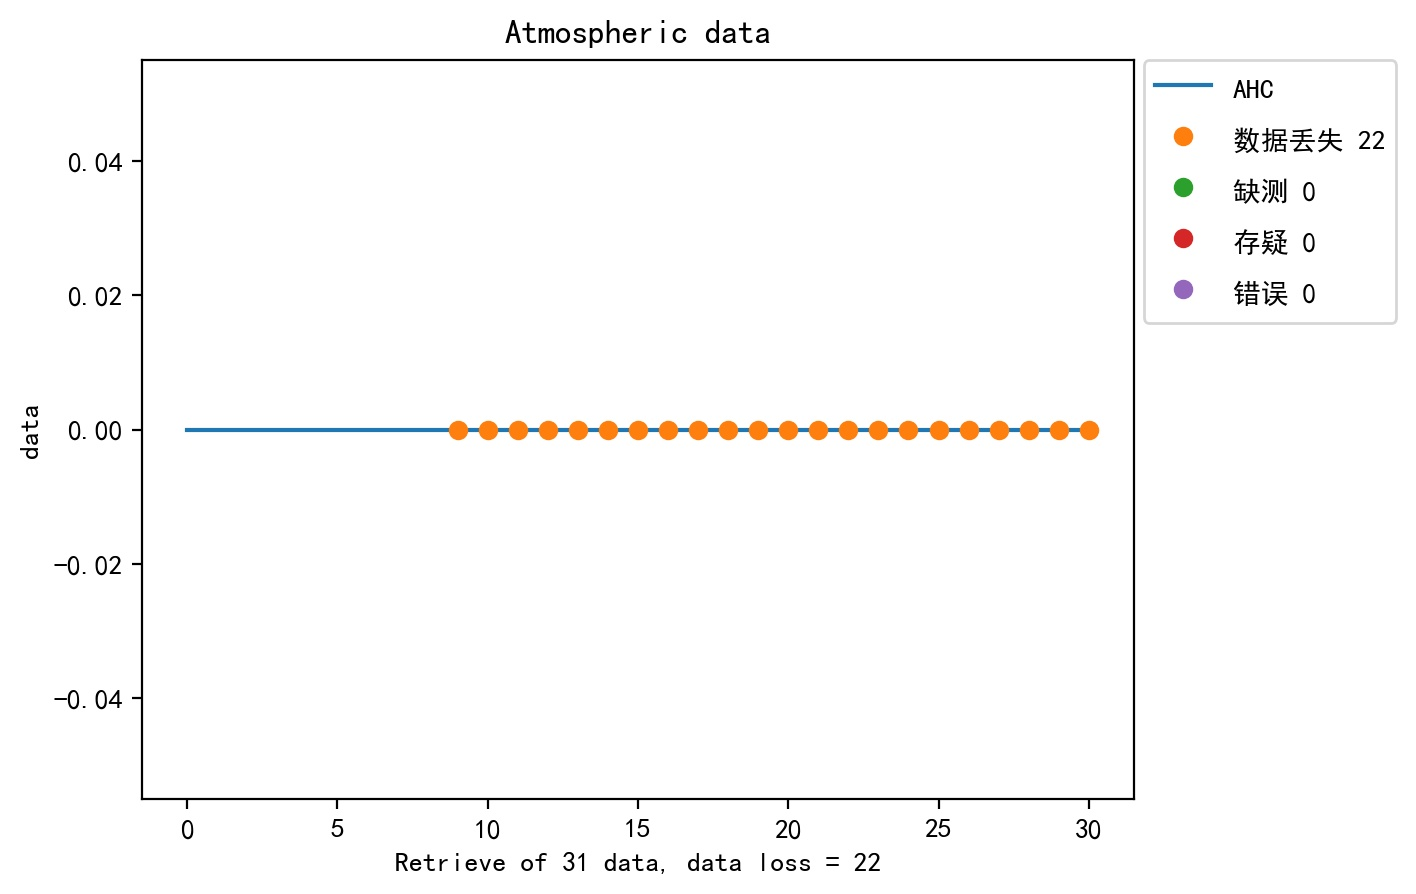 Atmospheric data
AHC
数据丢失 22
缺测 0
存疑 0
错误 0
0.04
0.02
0.00
-0.02
-0.04
data
0 5 10 15 20 25 30
Retrieve of 31 data, data loss = 22